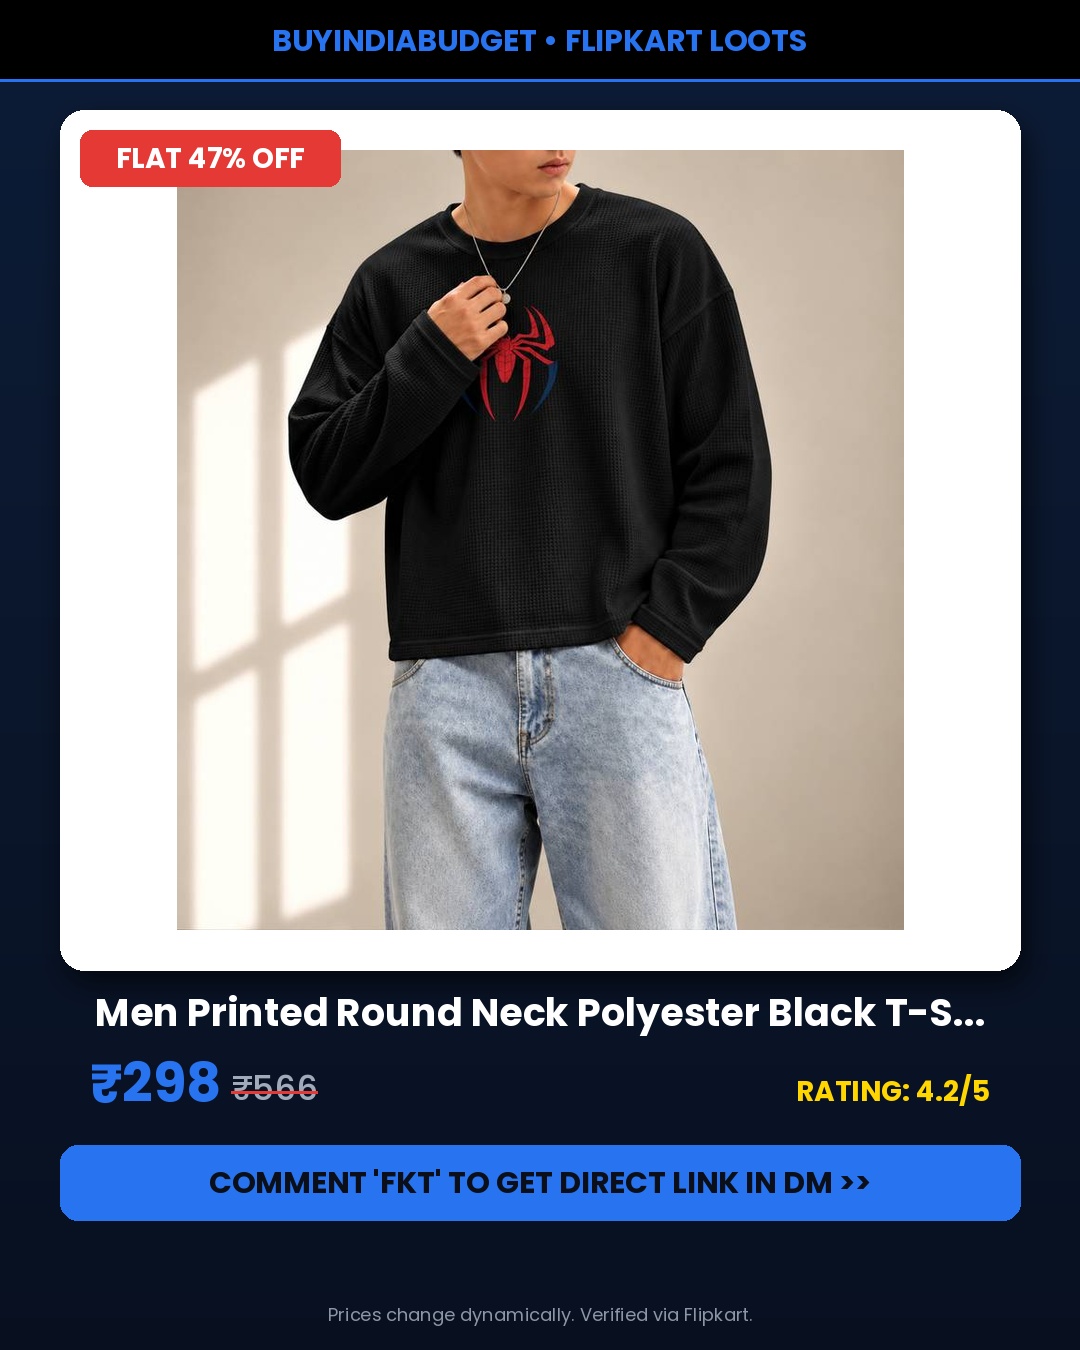 BUYINDIABUDGET • FLIPKART LOOTS
FLAT 47% OFF
Men Printed Round Neck Polyester Black T-S...
₹298 ₹566
RATING: 4.2/5
COMMENT 'FKT' TO GET DIRECT LINK IN DM >>
Prices change dynamically. Verified via Flipkart.